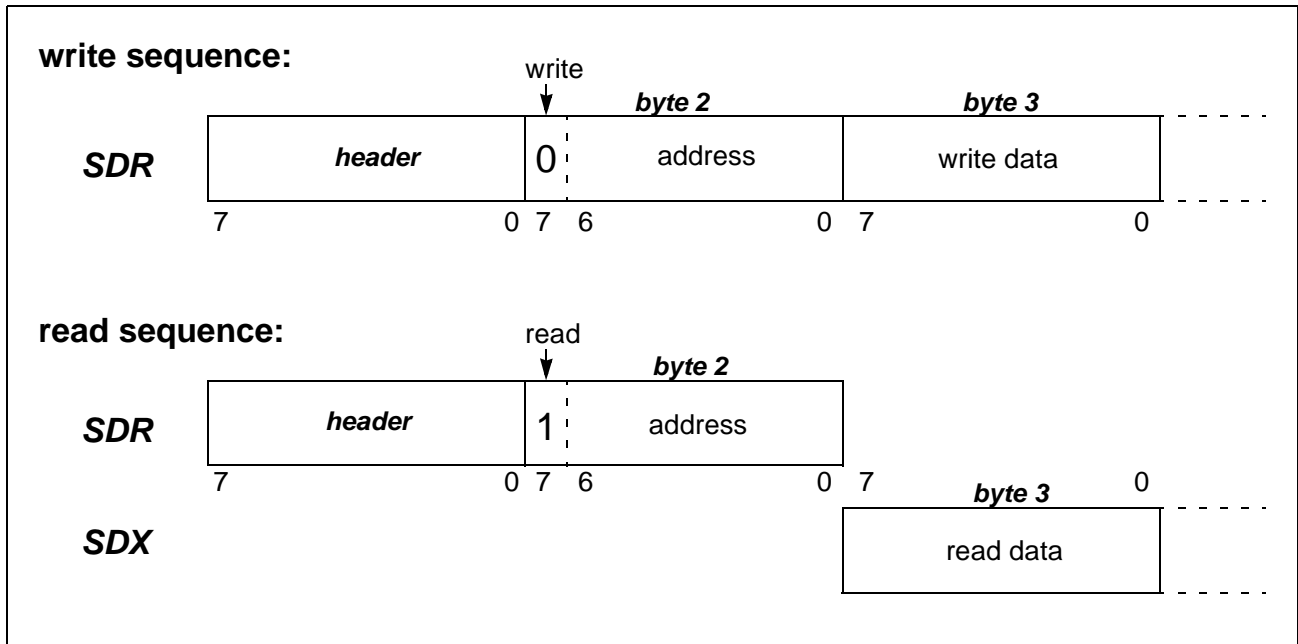 write sequence:
write
byte 2
byte 3
SDR
header
0
address
write data
7 0 7 6 0 7 0
read sequence:
read
byte 2
SDR
header
1
address
7 0 7 6 0 7 0
byte 3
SDX
read data